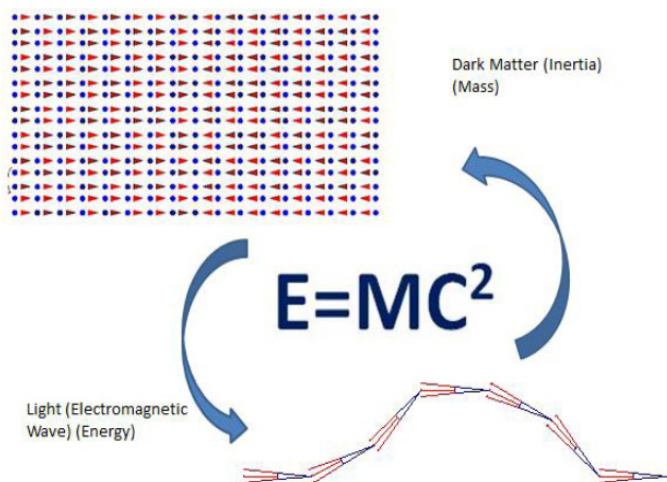 Dark Matter (Inertia)
(Mass)
E=MC²
Light (Electromagnetic
Wave) (Energy)